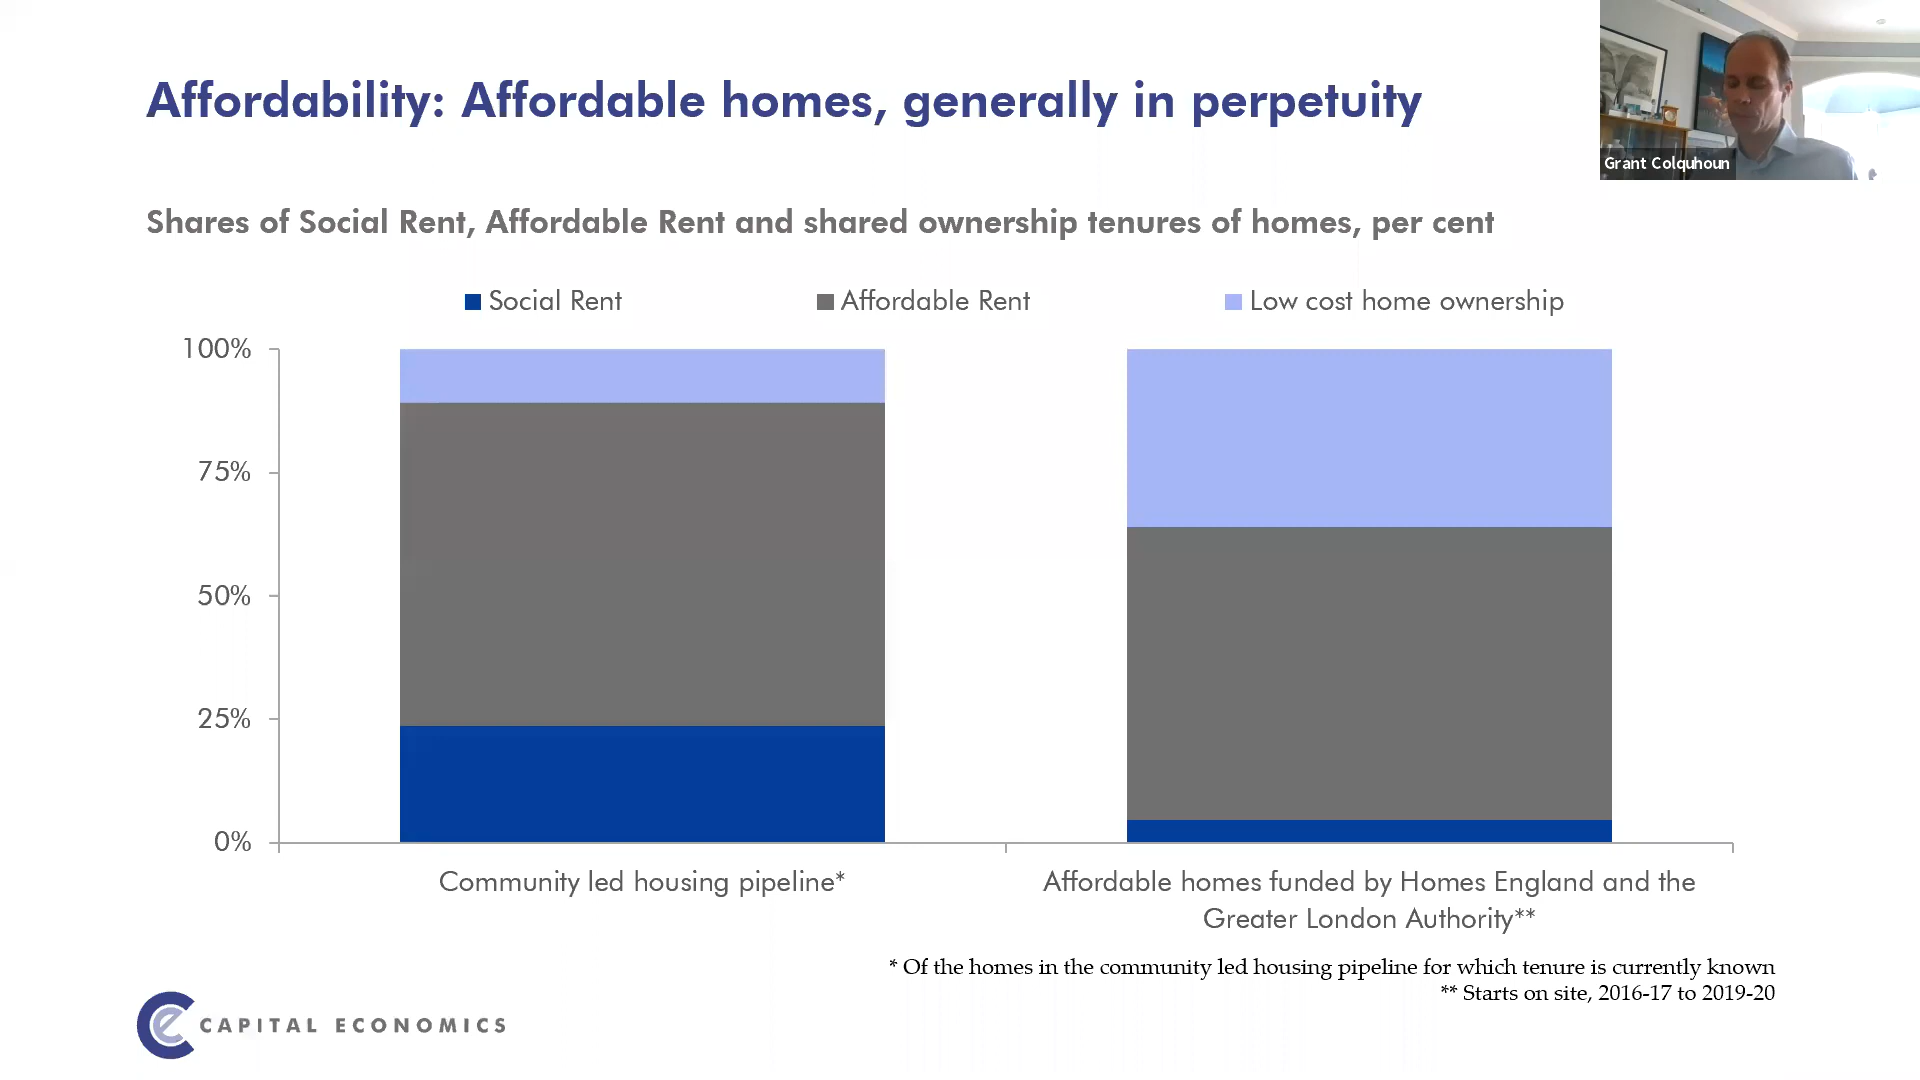 Affordability: Affordable homes, generally in perpetuity
Grant Colquhoun
Shares of Social Rent, Affordable Rent and shared ownership tenures of homes, per cent
Social Rent
Affordable Rent
Low cost home ownership
100%
75%
50%
25%
0%
Community led housing pipeline*
Affordable homes funded by Homes England and the
Greater London Authority**
* Of the homes in the community led housing pipeline for which tenure is currently known
** Starts on site, 2016-17 to 2019-20
CAPITAL ECONOMICS